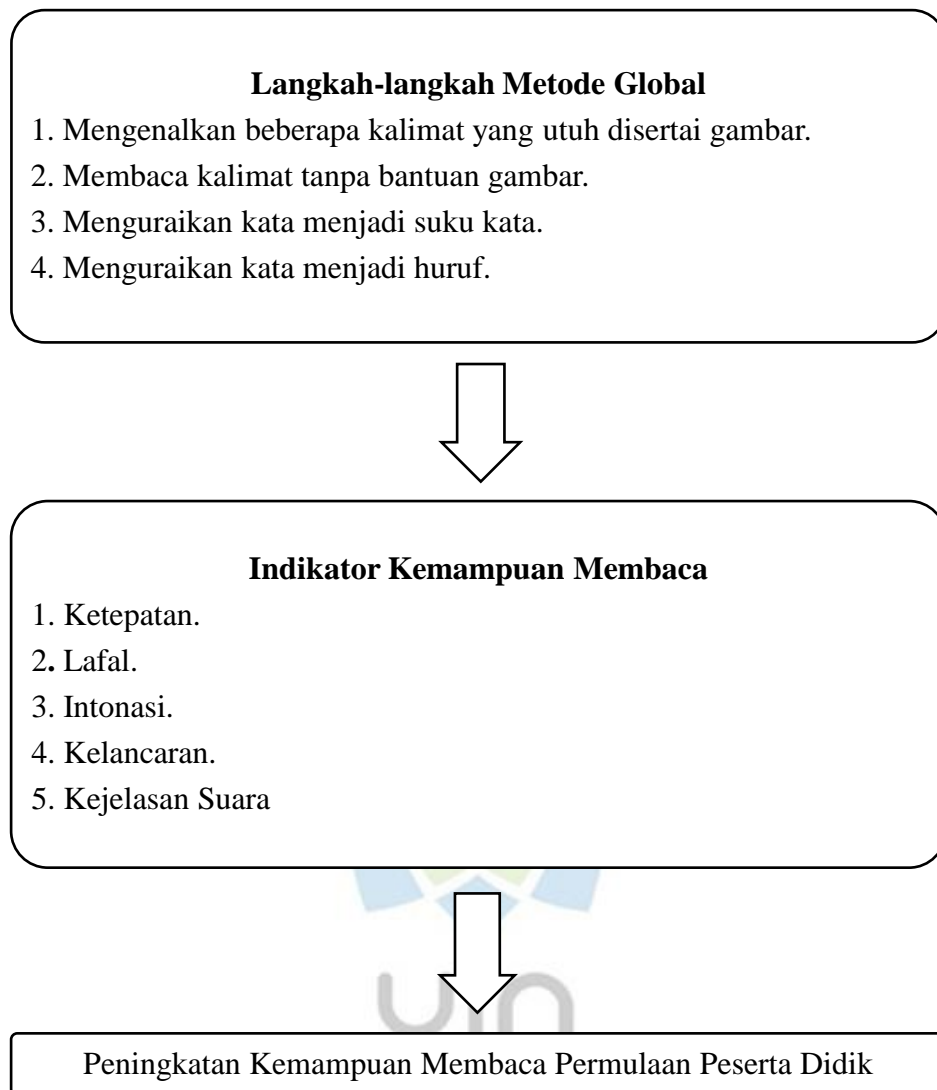 Langkah-langkah Metode Global
1. Mengenalkan beberapa kalimat yang utuh disertai gambar.
2. Membaca kalimat tanpa bantuan gambar.
3. Menguraikan kata menjadi suku kata.
4. Menguraikan kata menjadi huruf.
Indikator Kemampuan Membaca
1. Ketepatan.
2. Lafal.
3. Intonasi.
4. Kelancaran.
5. Kejelasan Suara
uin
Peningkatan Kemampuan Membaca Permulaan Peserta Didik